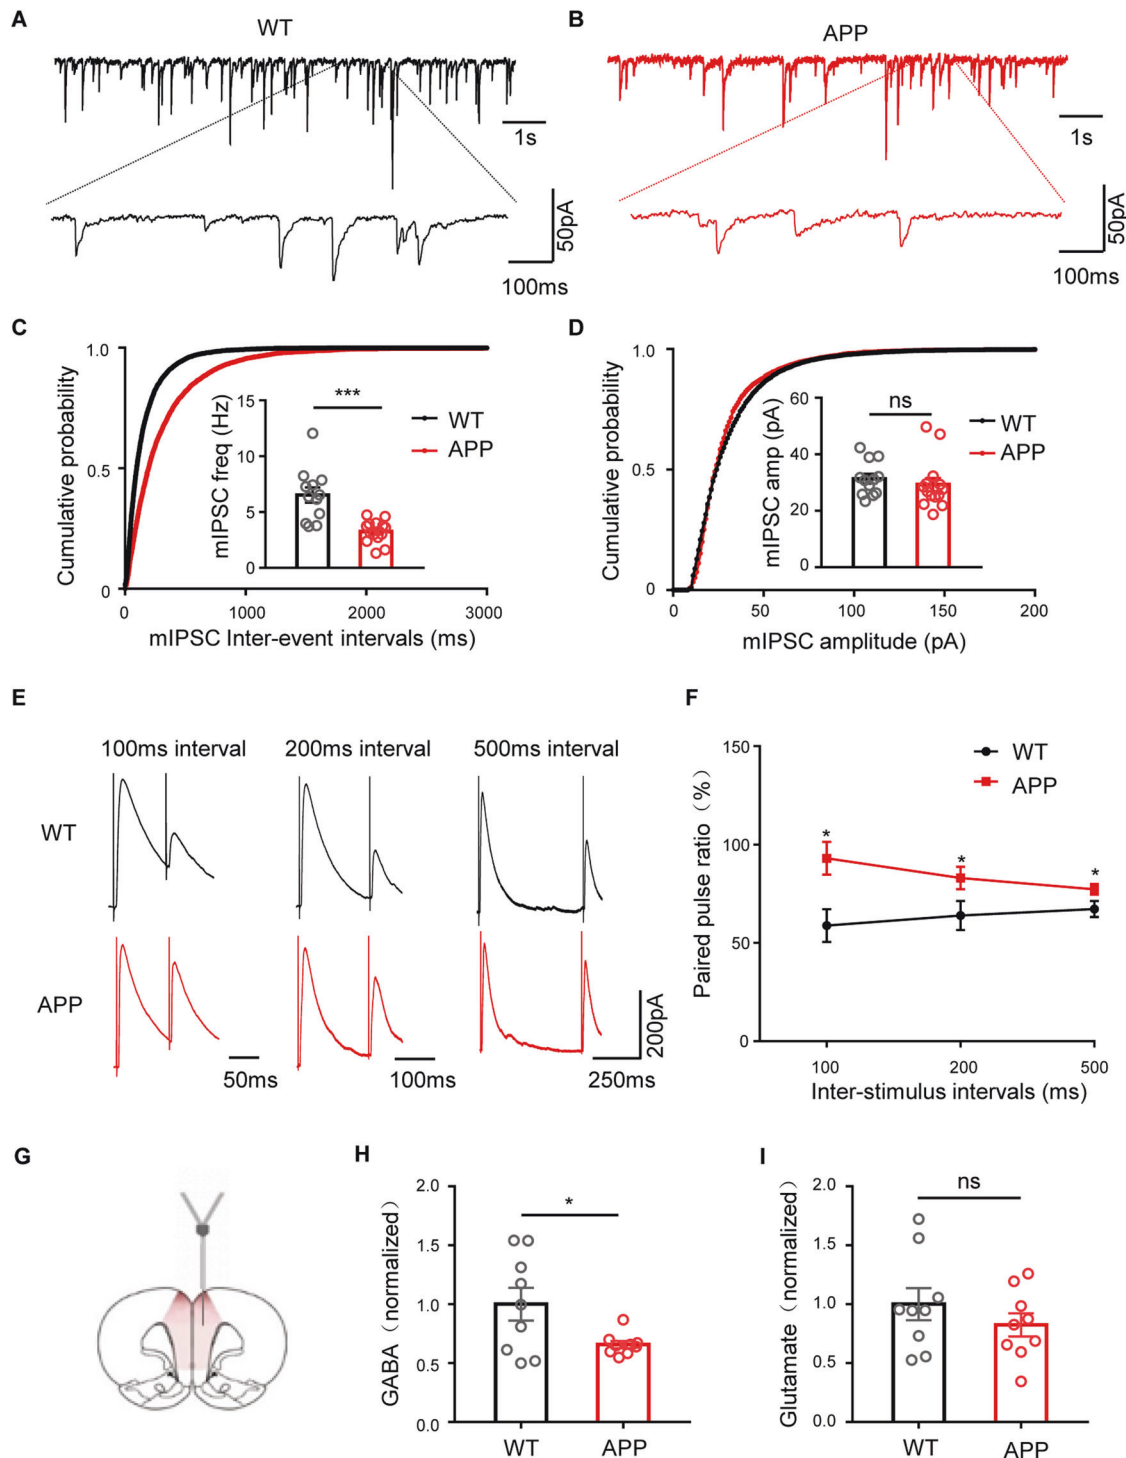 A
WT
1s
50pA
100ms
B
APP
1s
50pA
100ms
C
Cumulative probability
1.0
0.5
0
0 1000 2000 3000
mIPSC Inter-event intervals (ms)
mIPSC freq (Hz)
15
10
5
0
***
WT
APP
D
Cumulative probability
1.0
0.5
0
0 50 100 150 200
mIPSC amplitude (pA)
mIPSC amp (pA)
60
40
20
0
ns
WT
APP
E
100ms interval 200ms interval 500ms interval
WT
APP
200pA
50ms 100ms 250ms
F
Paired pulse ratio（%）
150
100
50
0
WT
APP
* * *
100 200 500
Inter-stimulus intervals (ms)
G
H
GABA（normalized）
2.0
1.5
1.0
0.5
0.0
*
WT APP
I
Glutamate（normalized）
2.0
1.5
1.0
0.5
0.0
ns
WT APP